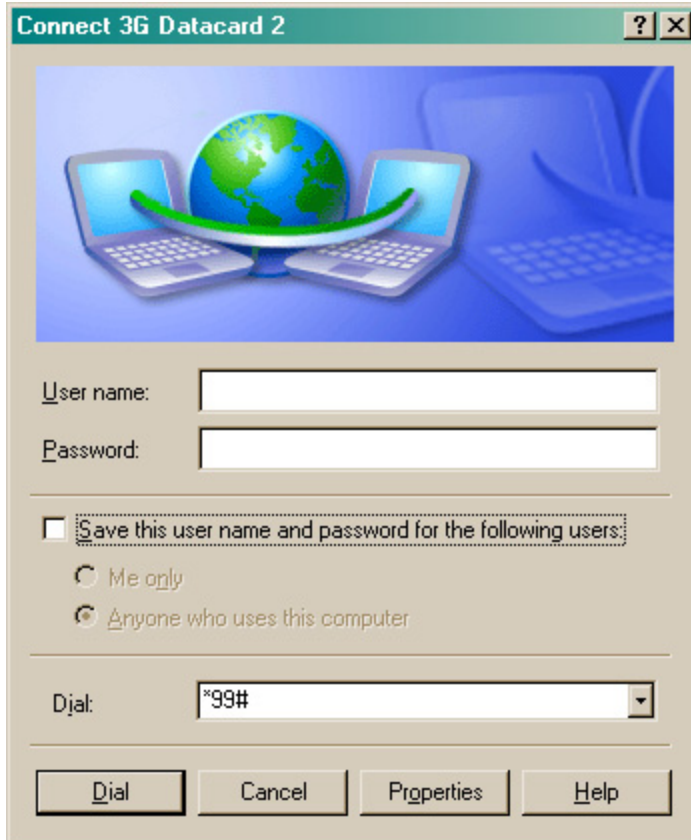 Connect 3G Datacard 2
User name:
Password:
Save this user name and password for the following users:
Me only
Anyone who uses this computer
Dial: *99#
Dial Cancel Properties Help